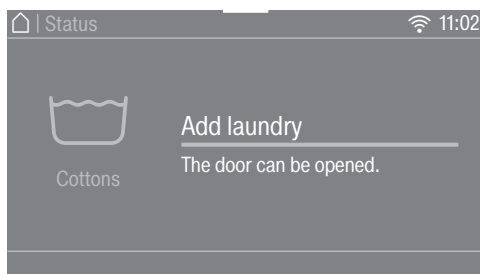 | Status 11:02
Add laundry
The door can be opened.
Cottons